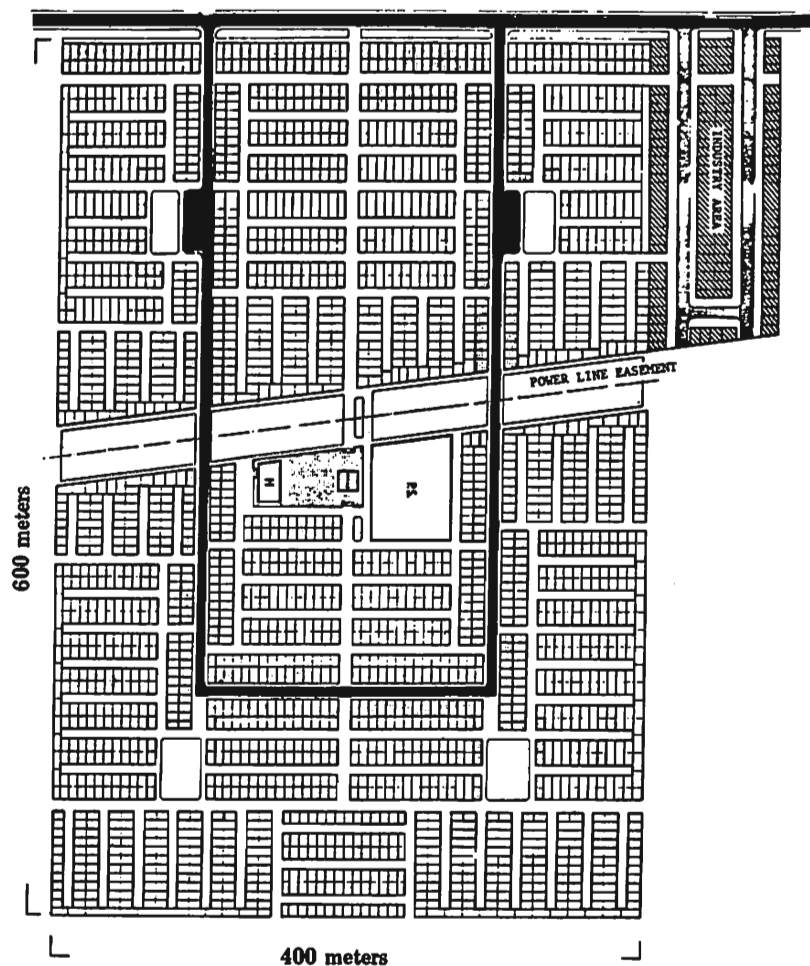 INDUSTRY AREA
POWER LINE EASEMENT
M
P.S.
600 meters
400 meters